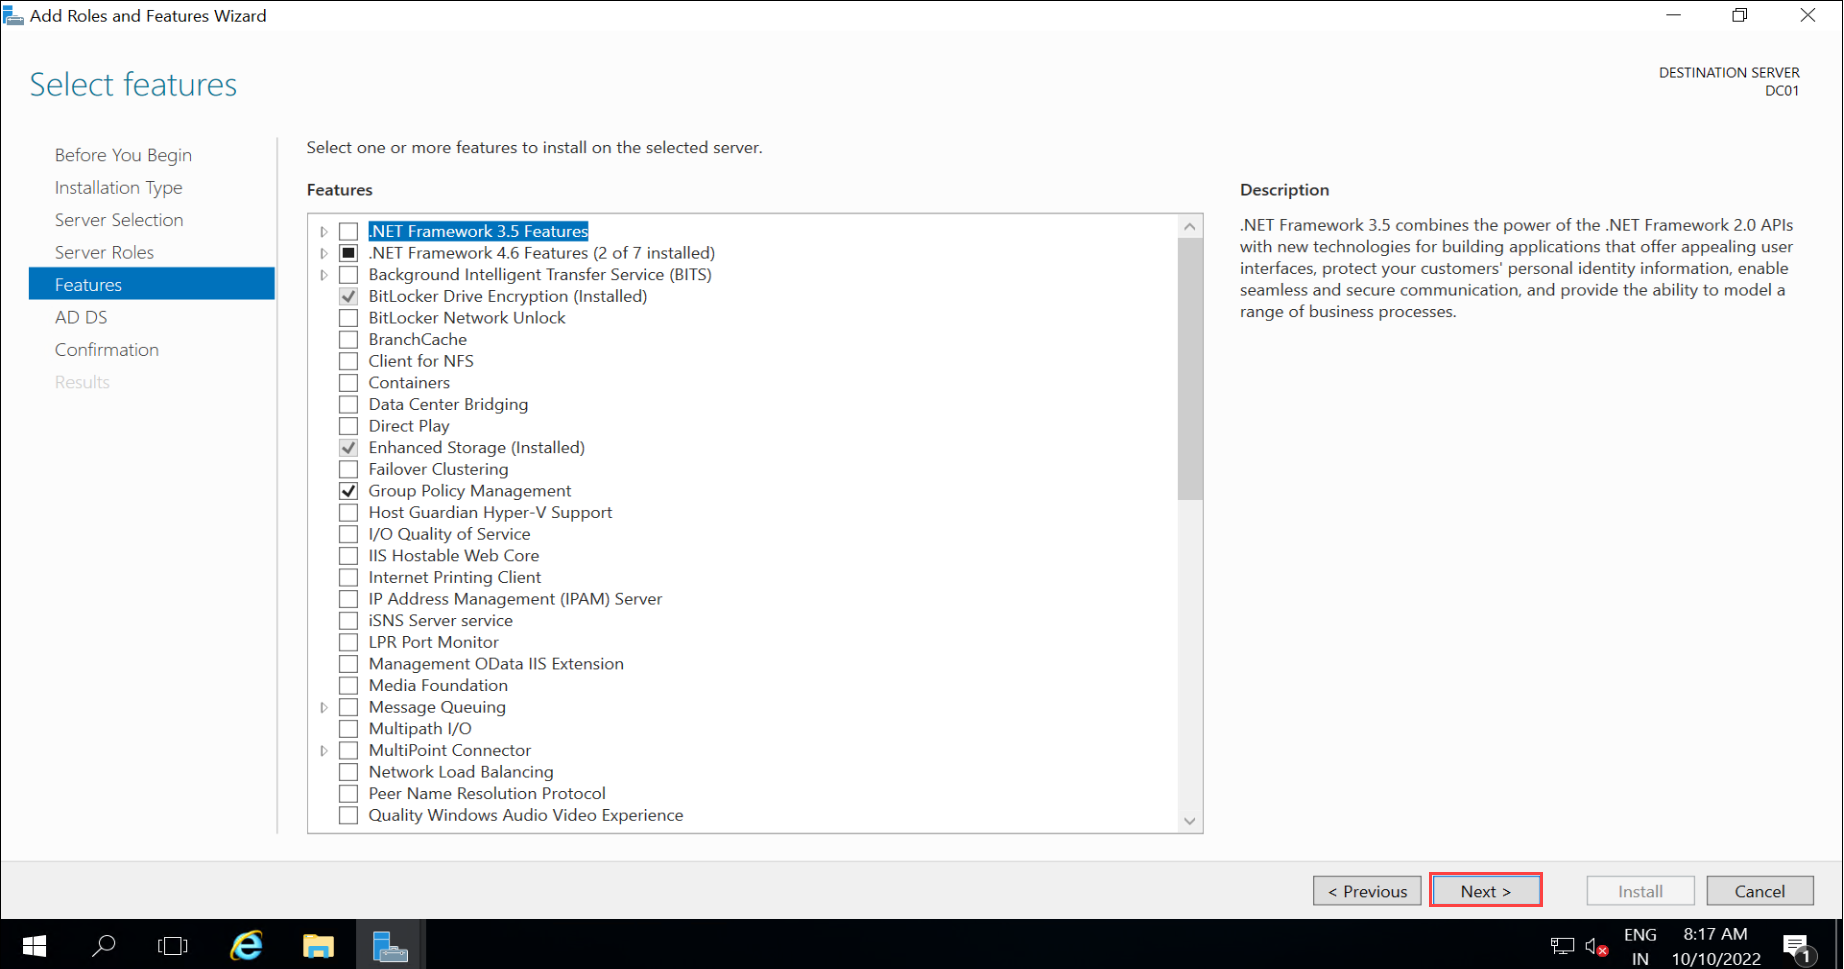 Add Roles and Features Wizard
Select features
DESTINATION SERVER
DC01
Before You Begin
Installation Type
Server Selection
Server Roles
Features
AD DS
Confirmation
Results
Select one or more features to install on the selected server.
Features
.NET Framework 3.5 Features
.NET Framework 4.6 Features (2 of 7 installed)
Background Intelligent Transfer Service (BITS)
BitLocker Drive Encryption (Installed)
BitLocker Network Unlock
BranchCache
Client for NFS
Containers
Data Center Bridging
Direct Play
Enhanced Storage (Installed)
Failover Clustering
Group Policy Management
Host Guardian Hyper-V Support
I/O Quality of Service
IIS Hostable Web Core
Internet Printing Client
IP Address Management (IPAM) Server
iSNS Server service
LPR Port Monitor
Management OData IIS Extension
Media Foundation
Message Queuing
Multipath I/O
MultiPoint Connector
Network Load Balancing
Peer Name Resolution Protocol
Quality Windows Audio Video Experience
Description
.NET Framework 3.5 combines the power of the .NET Framework 2.0 APIs
with new technologies for building applications that offer appealing user
interfaces, protect your customers' personal identity information, enable
seamless and secure communication, and provide the ability to model a
range of business processes.
< Previous
Next >
Install
Cancel
ENG
IN
8:17 AM
10/10/2022
1